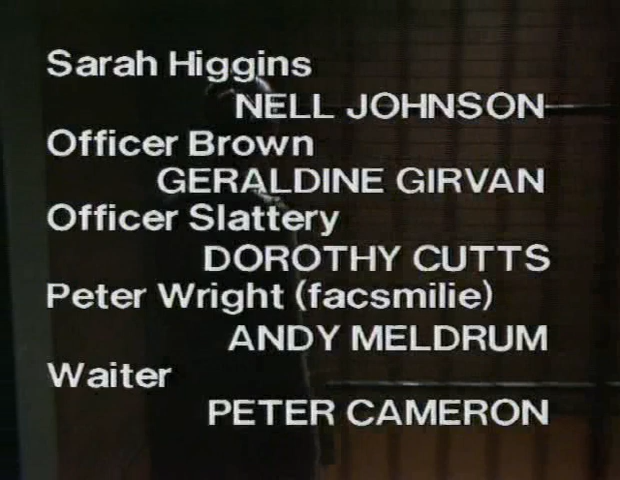 Sarah Higgins
NELL JOHNSON
Officer Brown
GERALDINE GIRVAN
Officer Slattery
DOROTHY CUTTS
Peter Wright (facsmilie)
ANDY MELDRUM
Waiter
PETER CAMERON